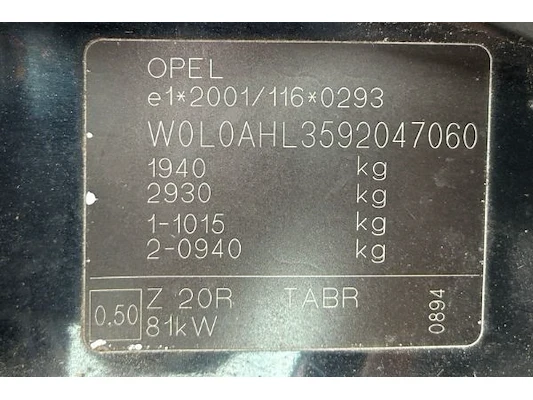 OPEL
e1*2001/116*0293
W0L0AHL3592047060
1940 kg
2930 kg
1-1015 kg
2-0940 kg
0.50
Z 20R TABR
81kW
0894